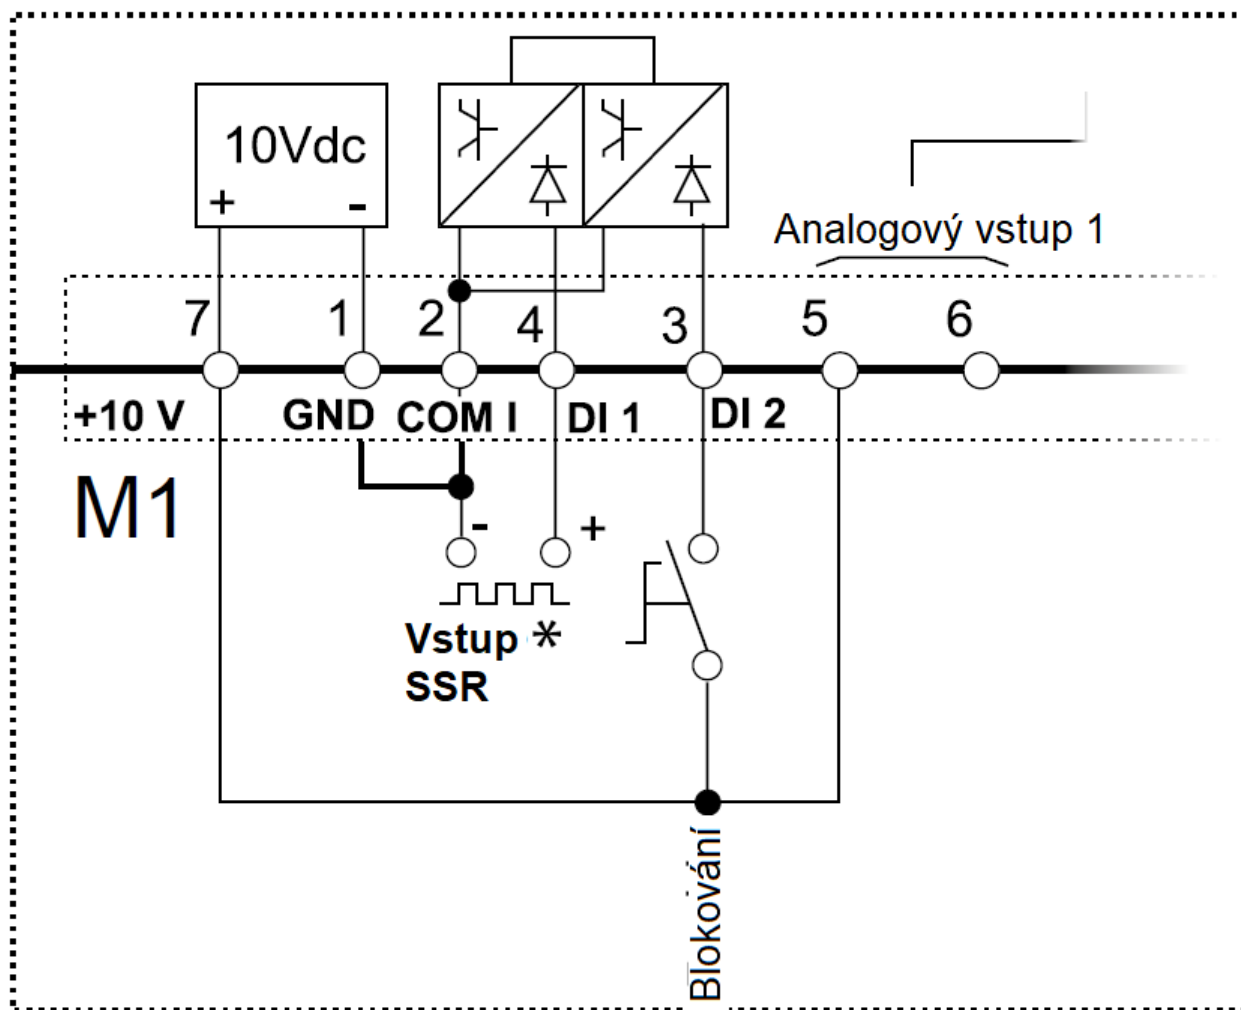 10Vdc
+ -
Analogový vstup 1
7 1 2 4 3 5 6
+10 V GND COM I DI 1 DI 2
M1
- +
Vstup *
SSR
Blokování